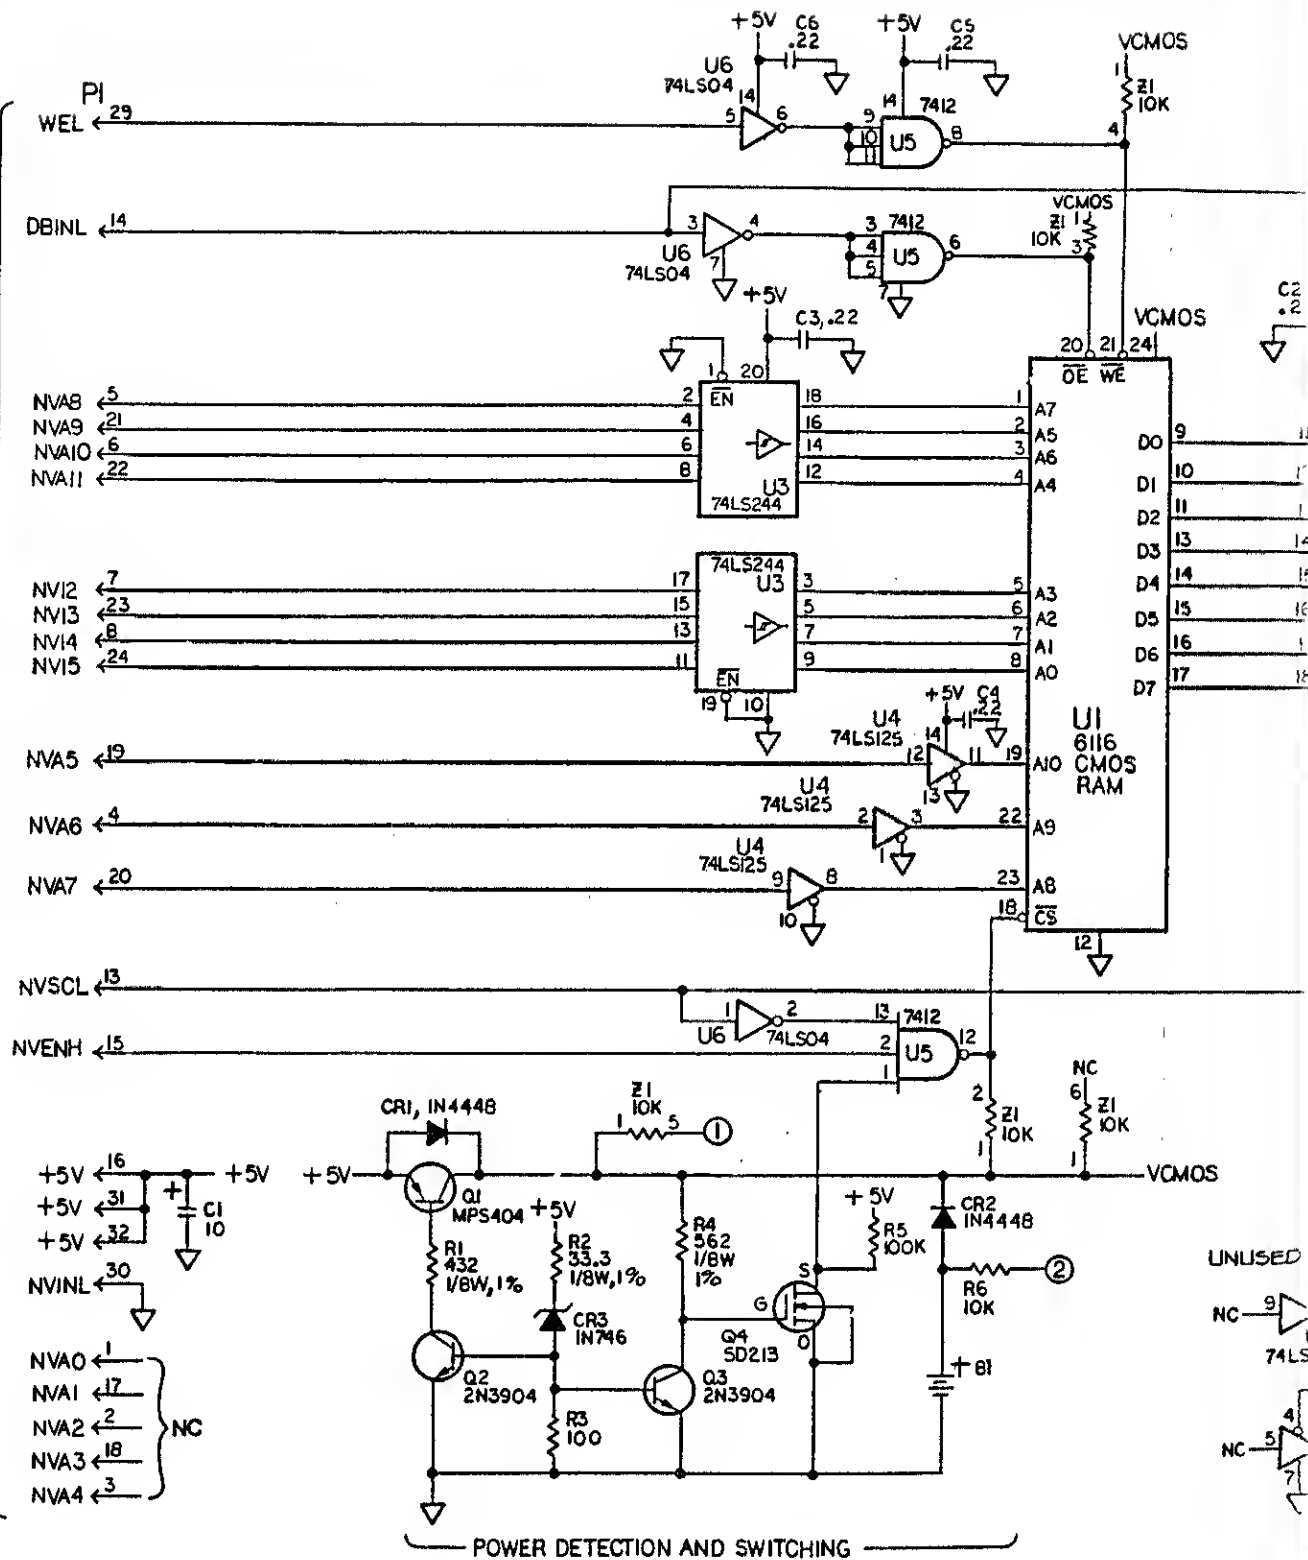 +5V C6 .22
+5V C5 .22
VCMOS
1 Z1 10K
4
P1
U6 74LS04
14
14 7412
WEL 29
5 6
9 10 11 U5 8
DBINL 14
3 4
U6 74LS04
7
7412
3 4 5 U5 6
7
VCMOS
Z1 1
10K
3
+5V
C3, .22
VCMOS
C2
.2
20 21 24
OE WE
1 20
EN
NVA8 5 2 18 1 A7
NVA9 21 4 16 2 A5
NVA10 6 6 14 3 A6
NVA11 22 8 12 4 A4
U3
74LS244
D0 9
D1 10
D2 11
D3 13 14
D4 14 15
D5 15 16
D6 16
D7 17 18
74LS244
U3
NV12 7 17 3 5 A3
NV13 23 15 5 6 A2
NV14 8 13 7 7 A1
NV15 24 11 9 8 A0
EN
19 10
+5V C4 .22
U4
74LS125
14
NVA5 19 12 11 19 A10
13
U1
6116
CMOS
RAM
U4
74LS125
NVA6 4 2 3 22 A9
1
U4
74LS125
NVA7 20 9 8 23 A8
10
18 CS
12
NVSCL 13
1 2
U6 74LS04
13 7412
NVENH 15
2 U5 12
1
NC
2 Z1 10K 1
6 Z1 10K 1
CR1, 1N4448
Z1
10K
1 5 1
+5V 16 +5V
+5V 31
+5V 32
+ C1
10
+5V
Q1
MPS404
VCMOS
+5V
R1
432
1/8W, 1%
R2
33.3
1/8W, 1%
R4
562
1/8W
1%
+5V
R5
100K
CR2
1N4448
R6
10K
2
NVINL 30
CR3
1N746
G S D
Q4
SD213
Q2
2N3904
Q3
2N3904
R3
100
+ B1
UNUSED
NC 9
74LS
4
NC 5
7
NVA0 1
NVA1 17
NVA2 2
NVA3 18
NVA4 3
NC
POWER DETECTION AND SWITCHING